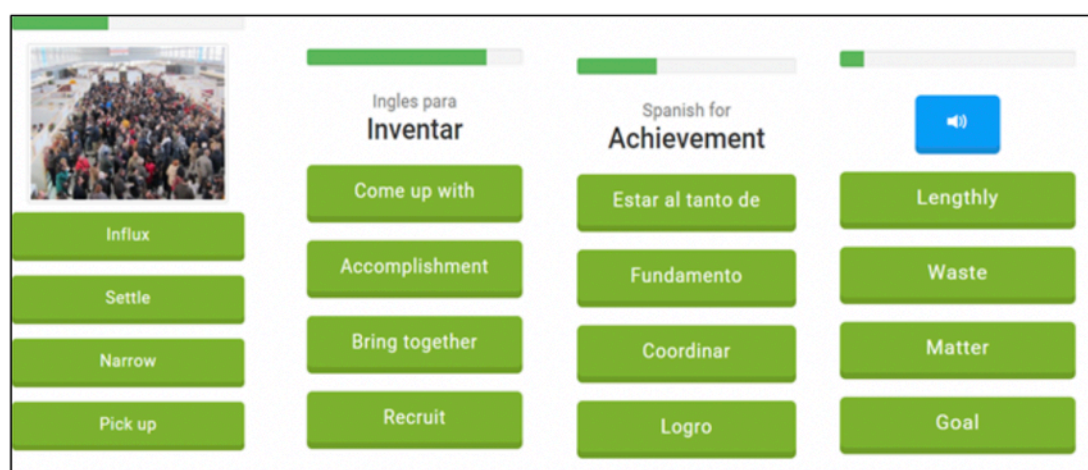 Influx
Settle
Narrow
Pick up
Ingles para
Inventar
Come up with
Accomplishment
Bring together
Recruit
Spanish for
Achievement
Estar al tanto de
Fundamento
Coordinar
Logro
Lengthly
Waste
Matter
Goal